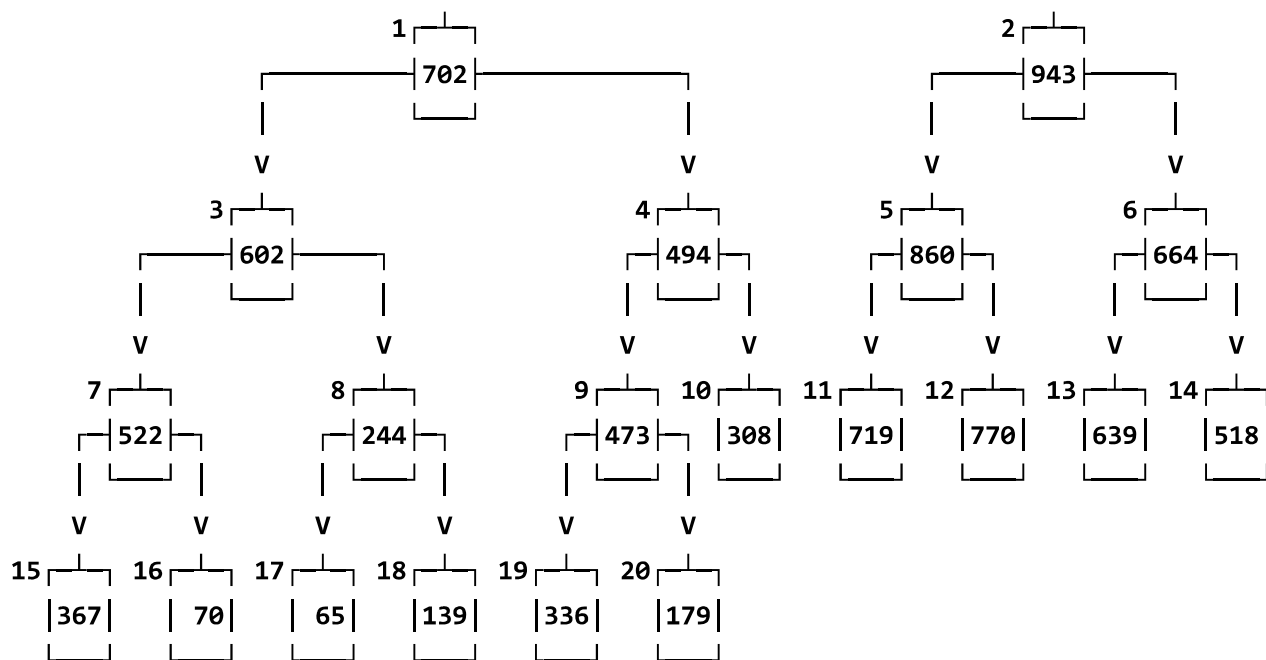 1 2
702 943
V V V V
3 4 5 6
602 494 860 664
V V V V V V V V
7 8 9 10 11 12 13 14
522 244 473 308 719 770 639 518
V V V V V V
15 16 17 18 19 20
367 70 65 139 336 179